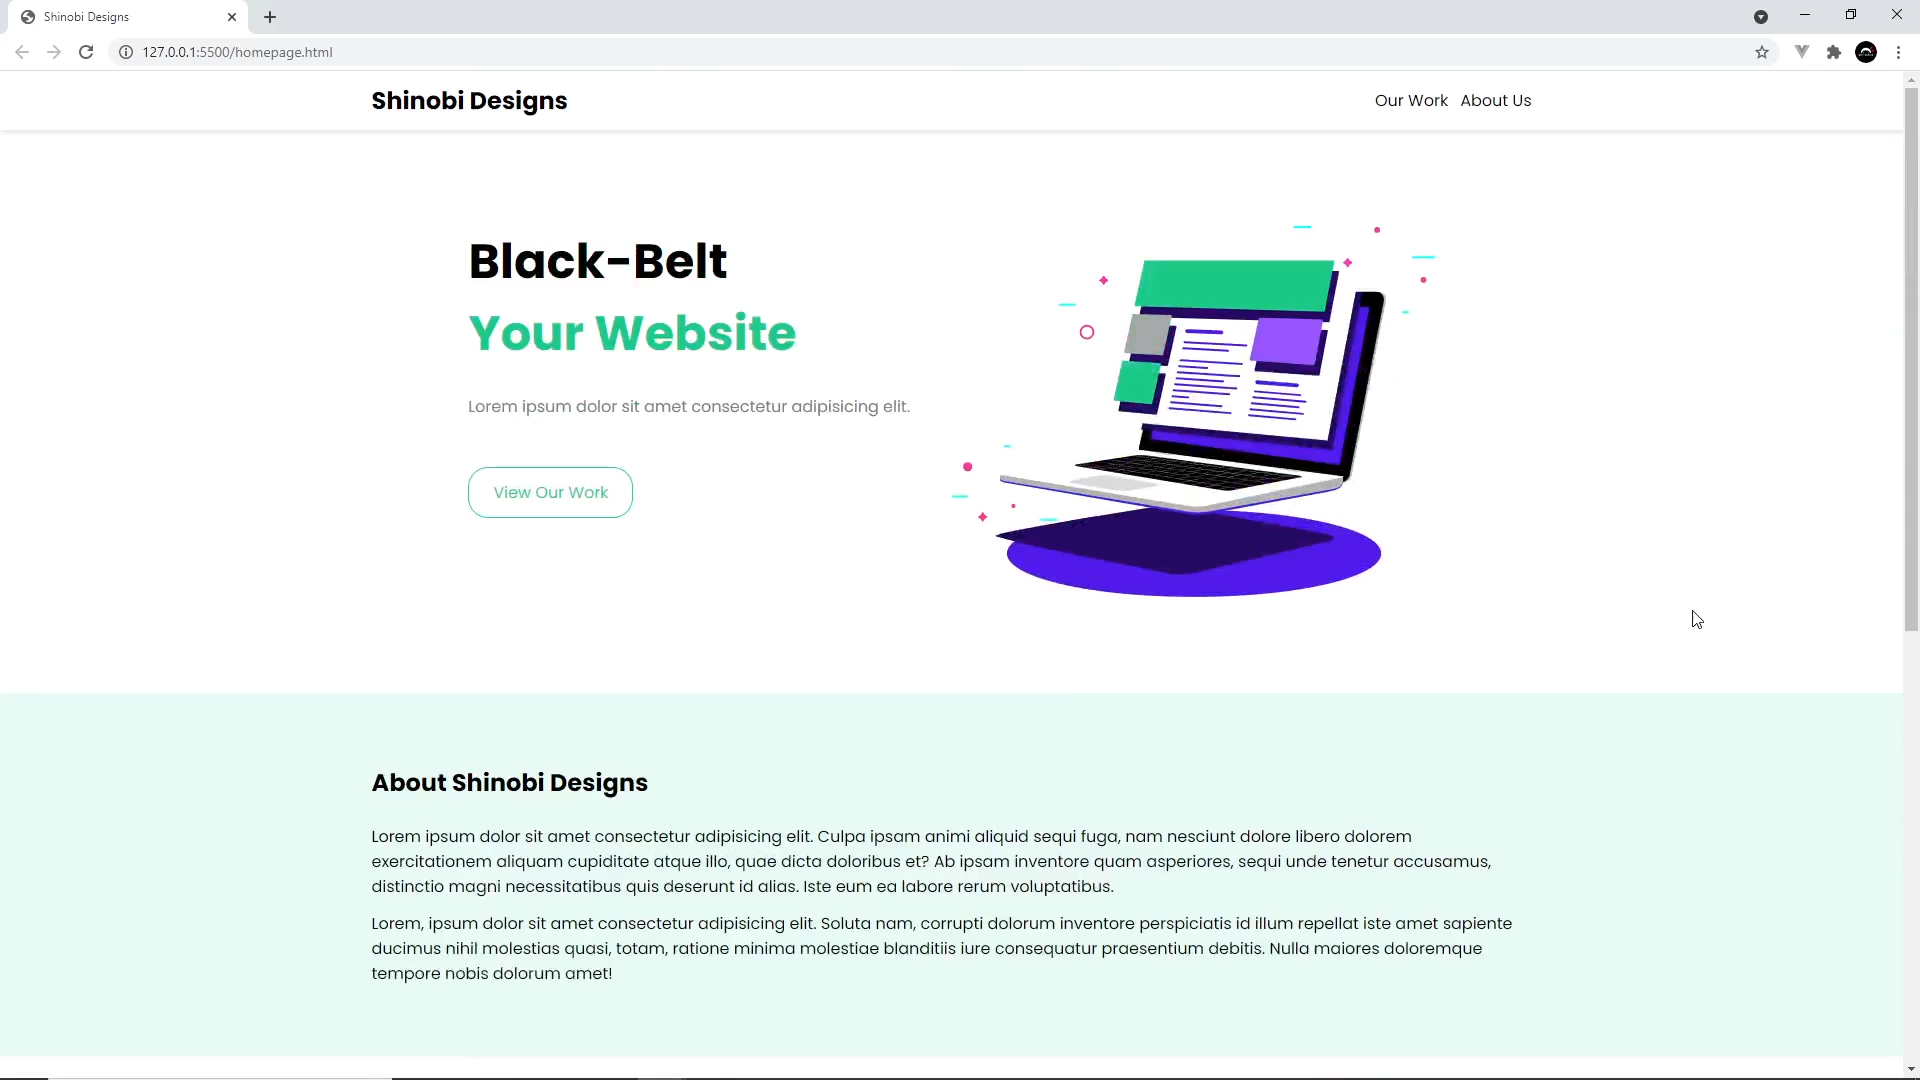 Shinobi Designs
127.0.0.1:5500/homepage.html
Shinobi Designs
Our Work About Us
Black-Belt
Your Website
Lorem ipsum dolor sit amet consectetur adipisicing elit.
View Our Work
About Shinobi Designs
Lorem ipsum dolor sit amet consectetur adipisicing elit. Culpa ipsam animi aliquid sequi fuga, nam nesciunt dolore libero dolorem
exercitationem aliquam cupiditate atque illo, quae dicta doloribus et? Ab ipsam inventore quam asperiores, sequi unde tenetur accusamus,
distinctio magni necessitatibus quis deserunt id alias. Iste eum ea labore rerum voluptatibus.
Lorem, ipsum dolor sit amet consectetur adipisicing elit. Soluta nam, corrupti dolorum inventore perspiciatis id illum repellat iste amet sapiente
ducimus nihil molestias quasi, totam, ratione minima molestiae blanditiis iure consequatur praesentium debitis. Nulla maiores doloremque
tempore nobis dolorum amet!